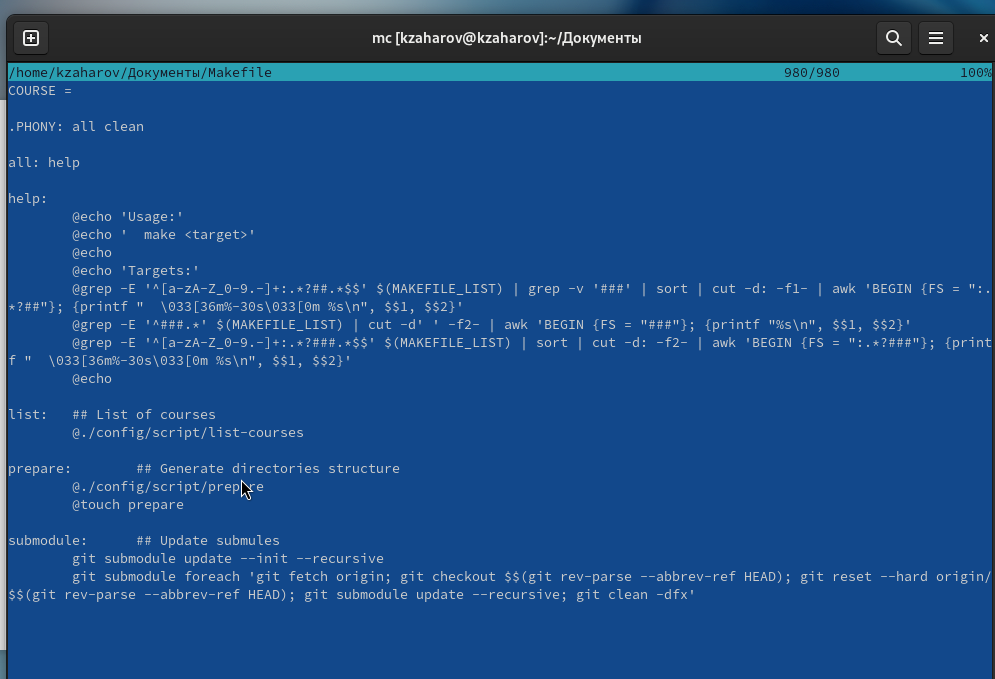 mc [kzaharov@kzaharov]:~/Документы
/home/kzaharov/Документы/Makefile 980/980 100%
COURSE =
.PHONY: all clean
all: help
help:
@echo 'Usage:'
@echo '  make <target>'
@echo
@echo 'Targets:'
@grep -E '^[a-zA-Z_0-9.-]+:.*?##.*$$' $(MAKEFILE_LIST) | grep -v '###' | sort | cut -d: -f1- | awk 'BEGIN {FS = ":.
*?##"}; {printf "  \033[36m%-30s\033[0m %s\n", $$1, $$2}'
@grep -E '^###.*' $(MAKEFILE_LIST) | cut -d' ' -f2- | awk 'BEGIN {FS = "###"}; {printf "%s\n", $$1, $$2}'
@grep -E '^[a-zA-Z_0-9.-]+:.*?###.*$$' $(MAKEFILE_LIST) | sort | cut -d: -f2- | awk 'BEGIN {FS = ":.*?###"}; {print
f "  \033[36m%-30s\033[0m %s\n", $$1, $$2}'
@echo
list:   ## List of courses
@./config/script/list-courses
prepare:        ## Generate directories structure
@./config/script/prepare
@touch prepare
submodule:      ## Update submules
git submodule update --init --recursive
git submodule foreach 'git fetch origin; git checkout $$(git rev-parse --abbrev-ref HEAD); git reset --hard origin/
$$(git rev-parse --abbrev-ref HEAD); git submodule update --recursive; git clean -dfx'